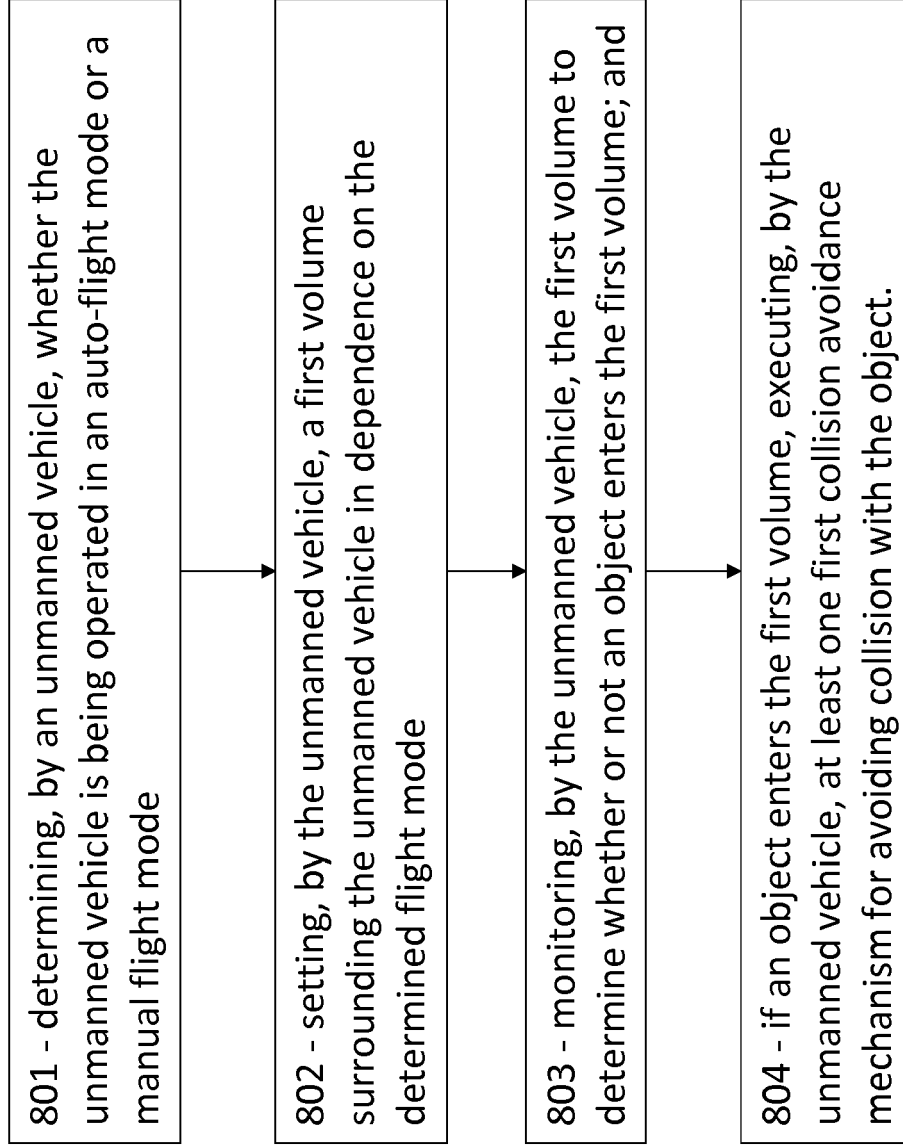 801 - determining, by an unmanned vehicle, whether the
unmanned vehicle is being operated in an auto-flight mode or a
manual flight mode
802 - setting, by the unmanned vehicle, a first volume
surrounding the unmanned vehicle in dependence on the
determined flight mode
803 - monitoring, by the unmanned vehicle, the first volume to
determine whether or not an object enters the first volume; and
804 - if an object enters the first volume, executing, by the
unmanned vehicle, at least one first collision avoidance
mechanism for avoiding collision with the object.